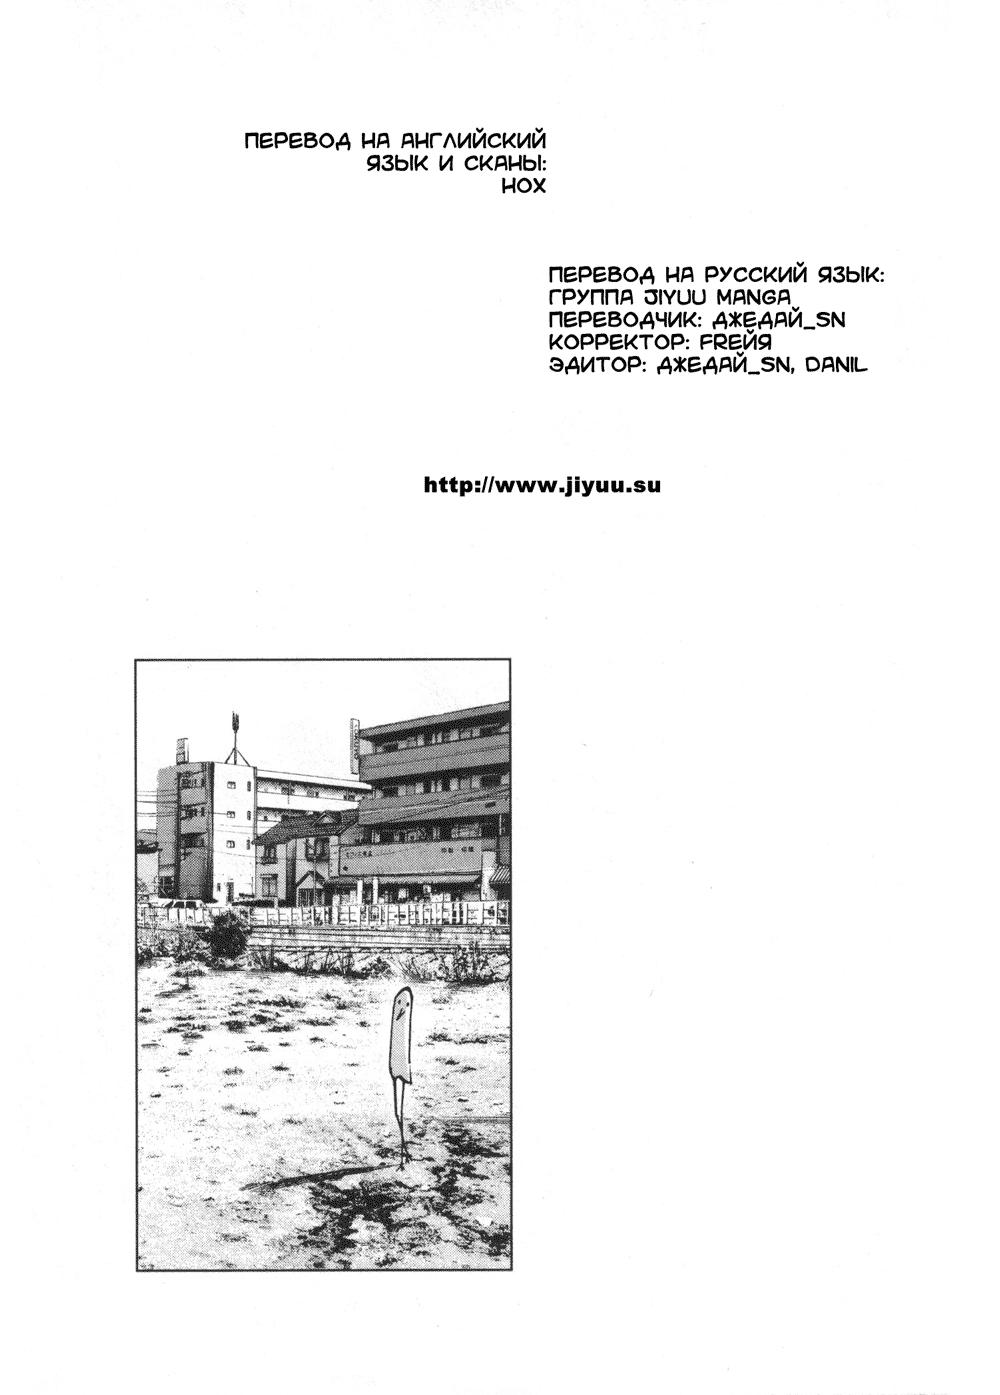 ПЕРЕВОД НА АНГЛИЙСКИЙ
ЯЗЫК И СКАНЫ:
HOX
ПЕРЕВОД НА РУССКИЙ ЯЗЫК:
ГРУППА JIYUU MANGA
ПЕРЕВОДЧИК: ДЖЕДАЙ_SN
КОРРЕКТОР: FREЙЯ
ЭДИТОР: ДЖЕДАЙ_SN, DANIL
http://www.jiyuu.su